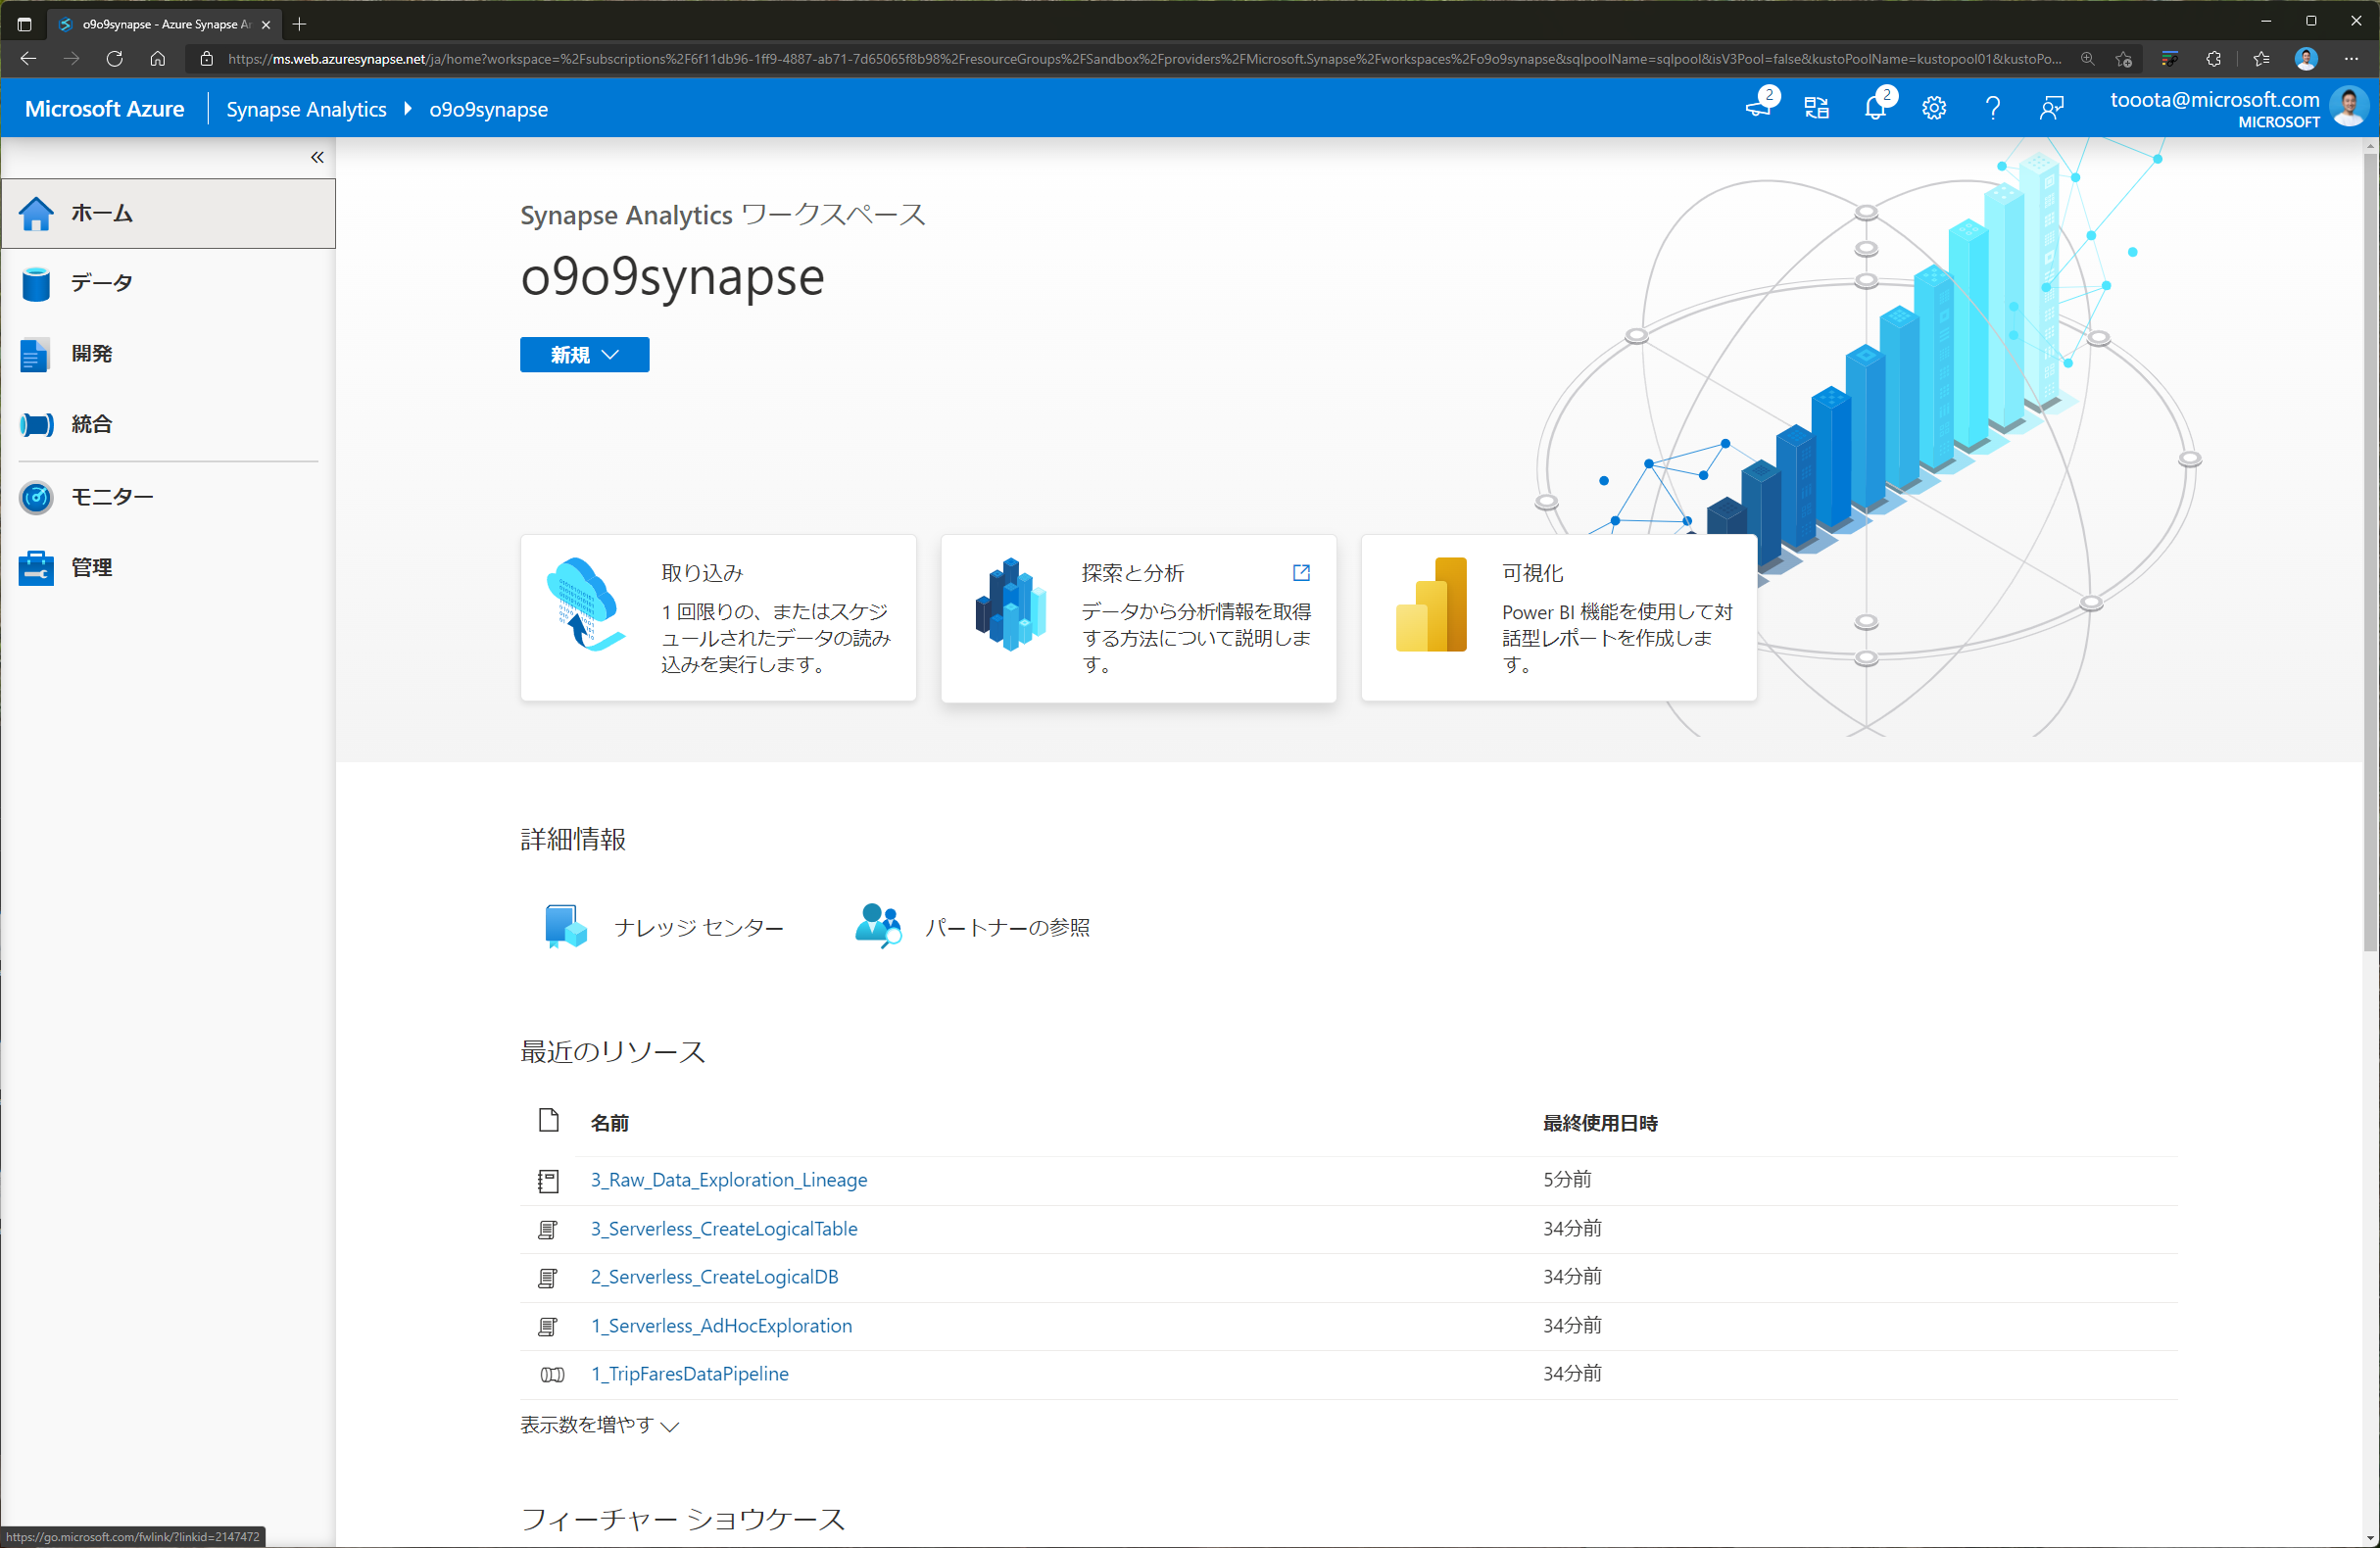 o9o9synapse - Azure Synapse An
https://ms.web.azuresynapse.net/ja/home?workspace=%2Fsubscriptions%2F6f11db96-1ff9-4887-ab71-7d65065f8b98%2FresourceGroups%2FSandbox%2Fproviders%2FMicrosoft.Synapse%2Fworkspaces%2Fo9o9synapse&sqlpoolName=sqlpool&isV3Pool=false&kustoPoolName=kustopool01&kustoPo...
Microsoft Azure
Synapse Analytics
o9o9synapse
2
2
tooota@microsoft.com
MICROSOFT
ホーム
データ
開発
統合
モニター
管理
Synapse Analytics ワークスペース
o9o9synapse
新規
取り込み
1 回限りの、またはスケジ
ュールされたデータの読み
込みを実行します。
探索と分析
データから分析情報を取得
する方法について説明しま
す。
可視化
Power BI 機能を使用して対
話型レポートを作成しま
す。
詳細情報
ナレッジ センター
パートナーの参照
最近のリソース
名前
最終使用日時
3_Raw_Data_Exploration_Lineage
5分前
3_Serverless_CreateLogicalTable
34分前
2_Serverless_CreateLogicalDB
34分前
1_Serverless_AdHocExploration
34分前
1_TripFaresDataPipeline
34分前
表示数を増やす
フィーチャー ショウケース
https://go.microsoft.com/fwlink/?linkid=2147472